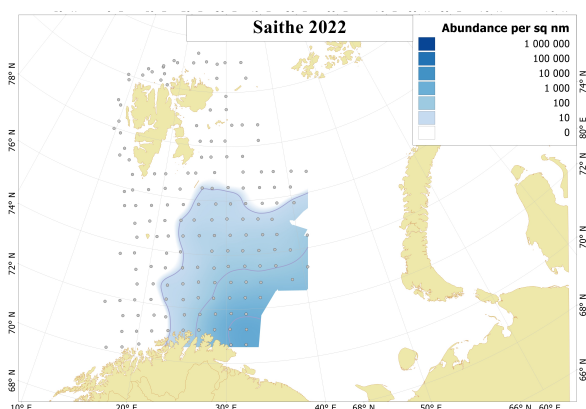 Saithe 2022
Abundance per sq nm
1 000 000
100 000
10 000
1 000
100
10
0
78° N
76° N
74° N
72° N
70° N
68° N
74° N
80° E
72° N
70° N
66° N
10° E
20° E
30° E
40° E
68° N
50° E
66° N
60° E